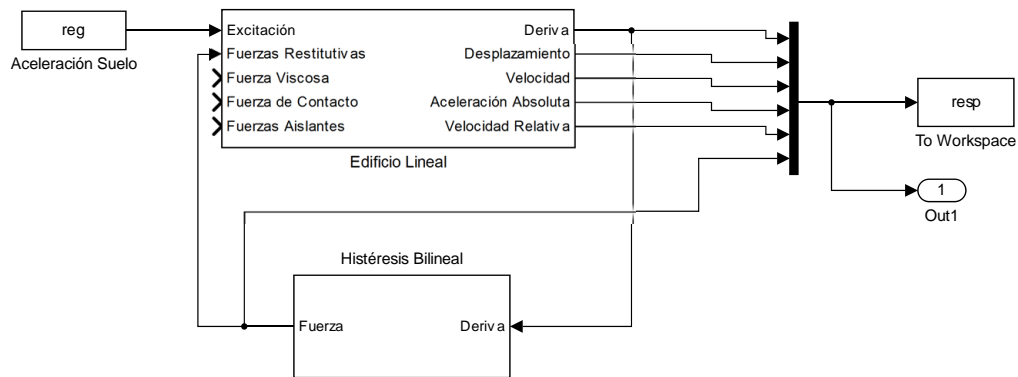 reg
Aceleración Suelo
Excitación
Fuerzas Restitutivas
Fuerza Viscosa
Fuerza de Contacto
Fuerzas Aislantes
Deriva
Desplazamiento
Velocidad
Aceleración Absoluta
Velocidad Relativa
Edificio Lineal
resp
To Workspace
1
Out1
Histéresis Bilineal
Fuerza
Deriva